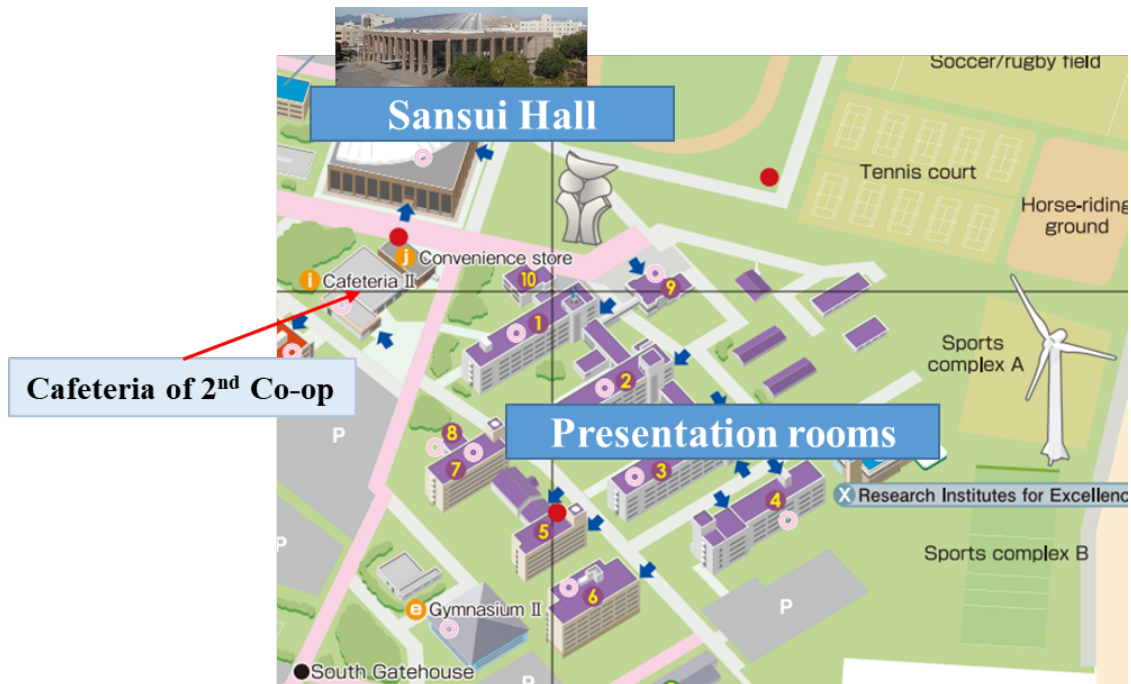 Sansui Hall
Soccer/rugby field
Tennis court
Horse-riding
ground
j Convenience store
i Cafeteria Ⅱ
10
9
1
Sports
complex A
2
Cafeteria of 2nd Co-op
P
8
Presentation rooms
7
3
4
X Research Institutes for Excellenc
5
P
Sports complex B
6
P
e Gymnasium Ⅱ
South Gatehouse
P